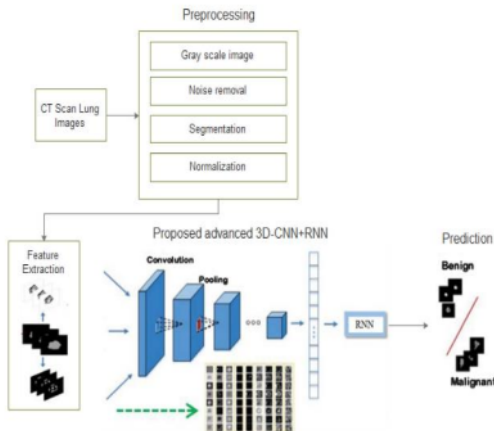 Preprocessing
Gray scale image
Noise removal
Segmentation
Normalization
CT Scan Lung
Images
Proposed advanced 3D-CNN+RNN
Feature
Extraction
Convolution
Pooling
RNN
Prediction
Benign
Malignant